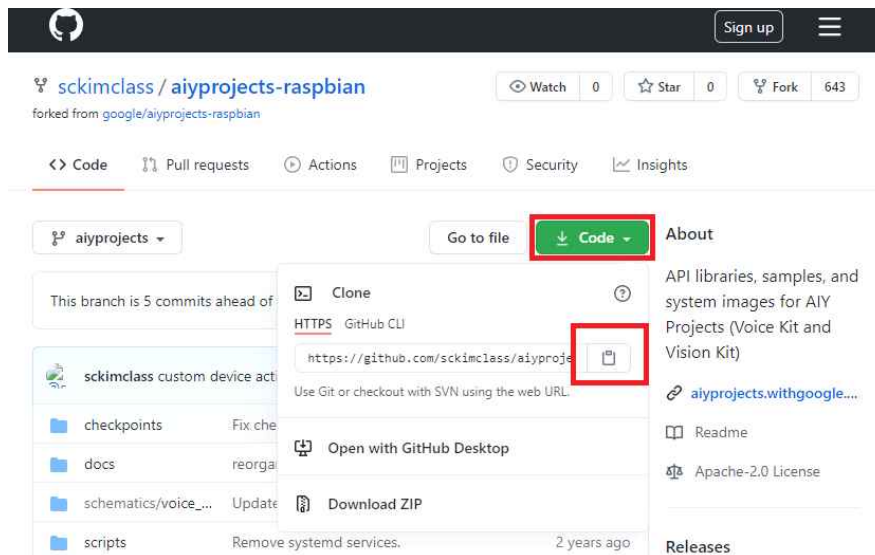 Sign up
sckimclass / aiyprojects-raspbian
Watch 0
Star 0
Fork 643
forked from google/aiyprojects-raspbian
<> Code
Pull requests
Actions
Projects
Security
Insights
aiyprojects
Go to file
Code
This branch is 5 commits ahead of
Clone
HTTPS GitHub CLI
https://github.com/sckimclass/aiyproje
Use Git or checkout with SVN using the web URL.
Open with GitHub Desktop
Download ZIP
sckimclass custom device acti
checkpoints Fix che
docs reorga
schematics/voice_... Update
scripts Remove systemd services. 2 years ago
About
API libraries, samples, and
system images for AIY
Projects (Voice Kit and
Vision Kit)
aiyprojects.withgoogle....
Readme
Apache-2.0 License
Releases